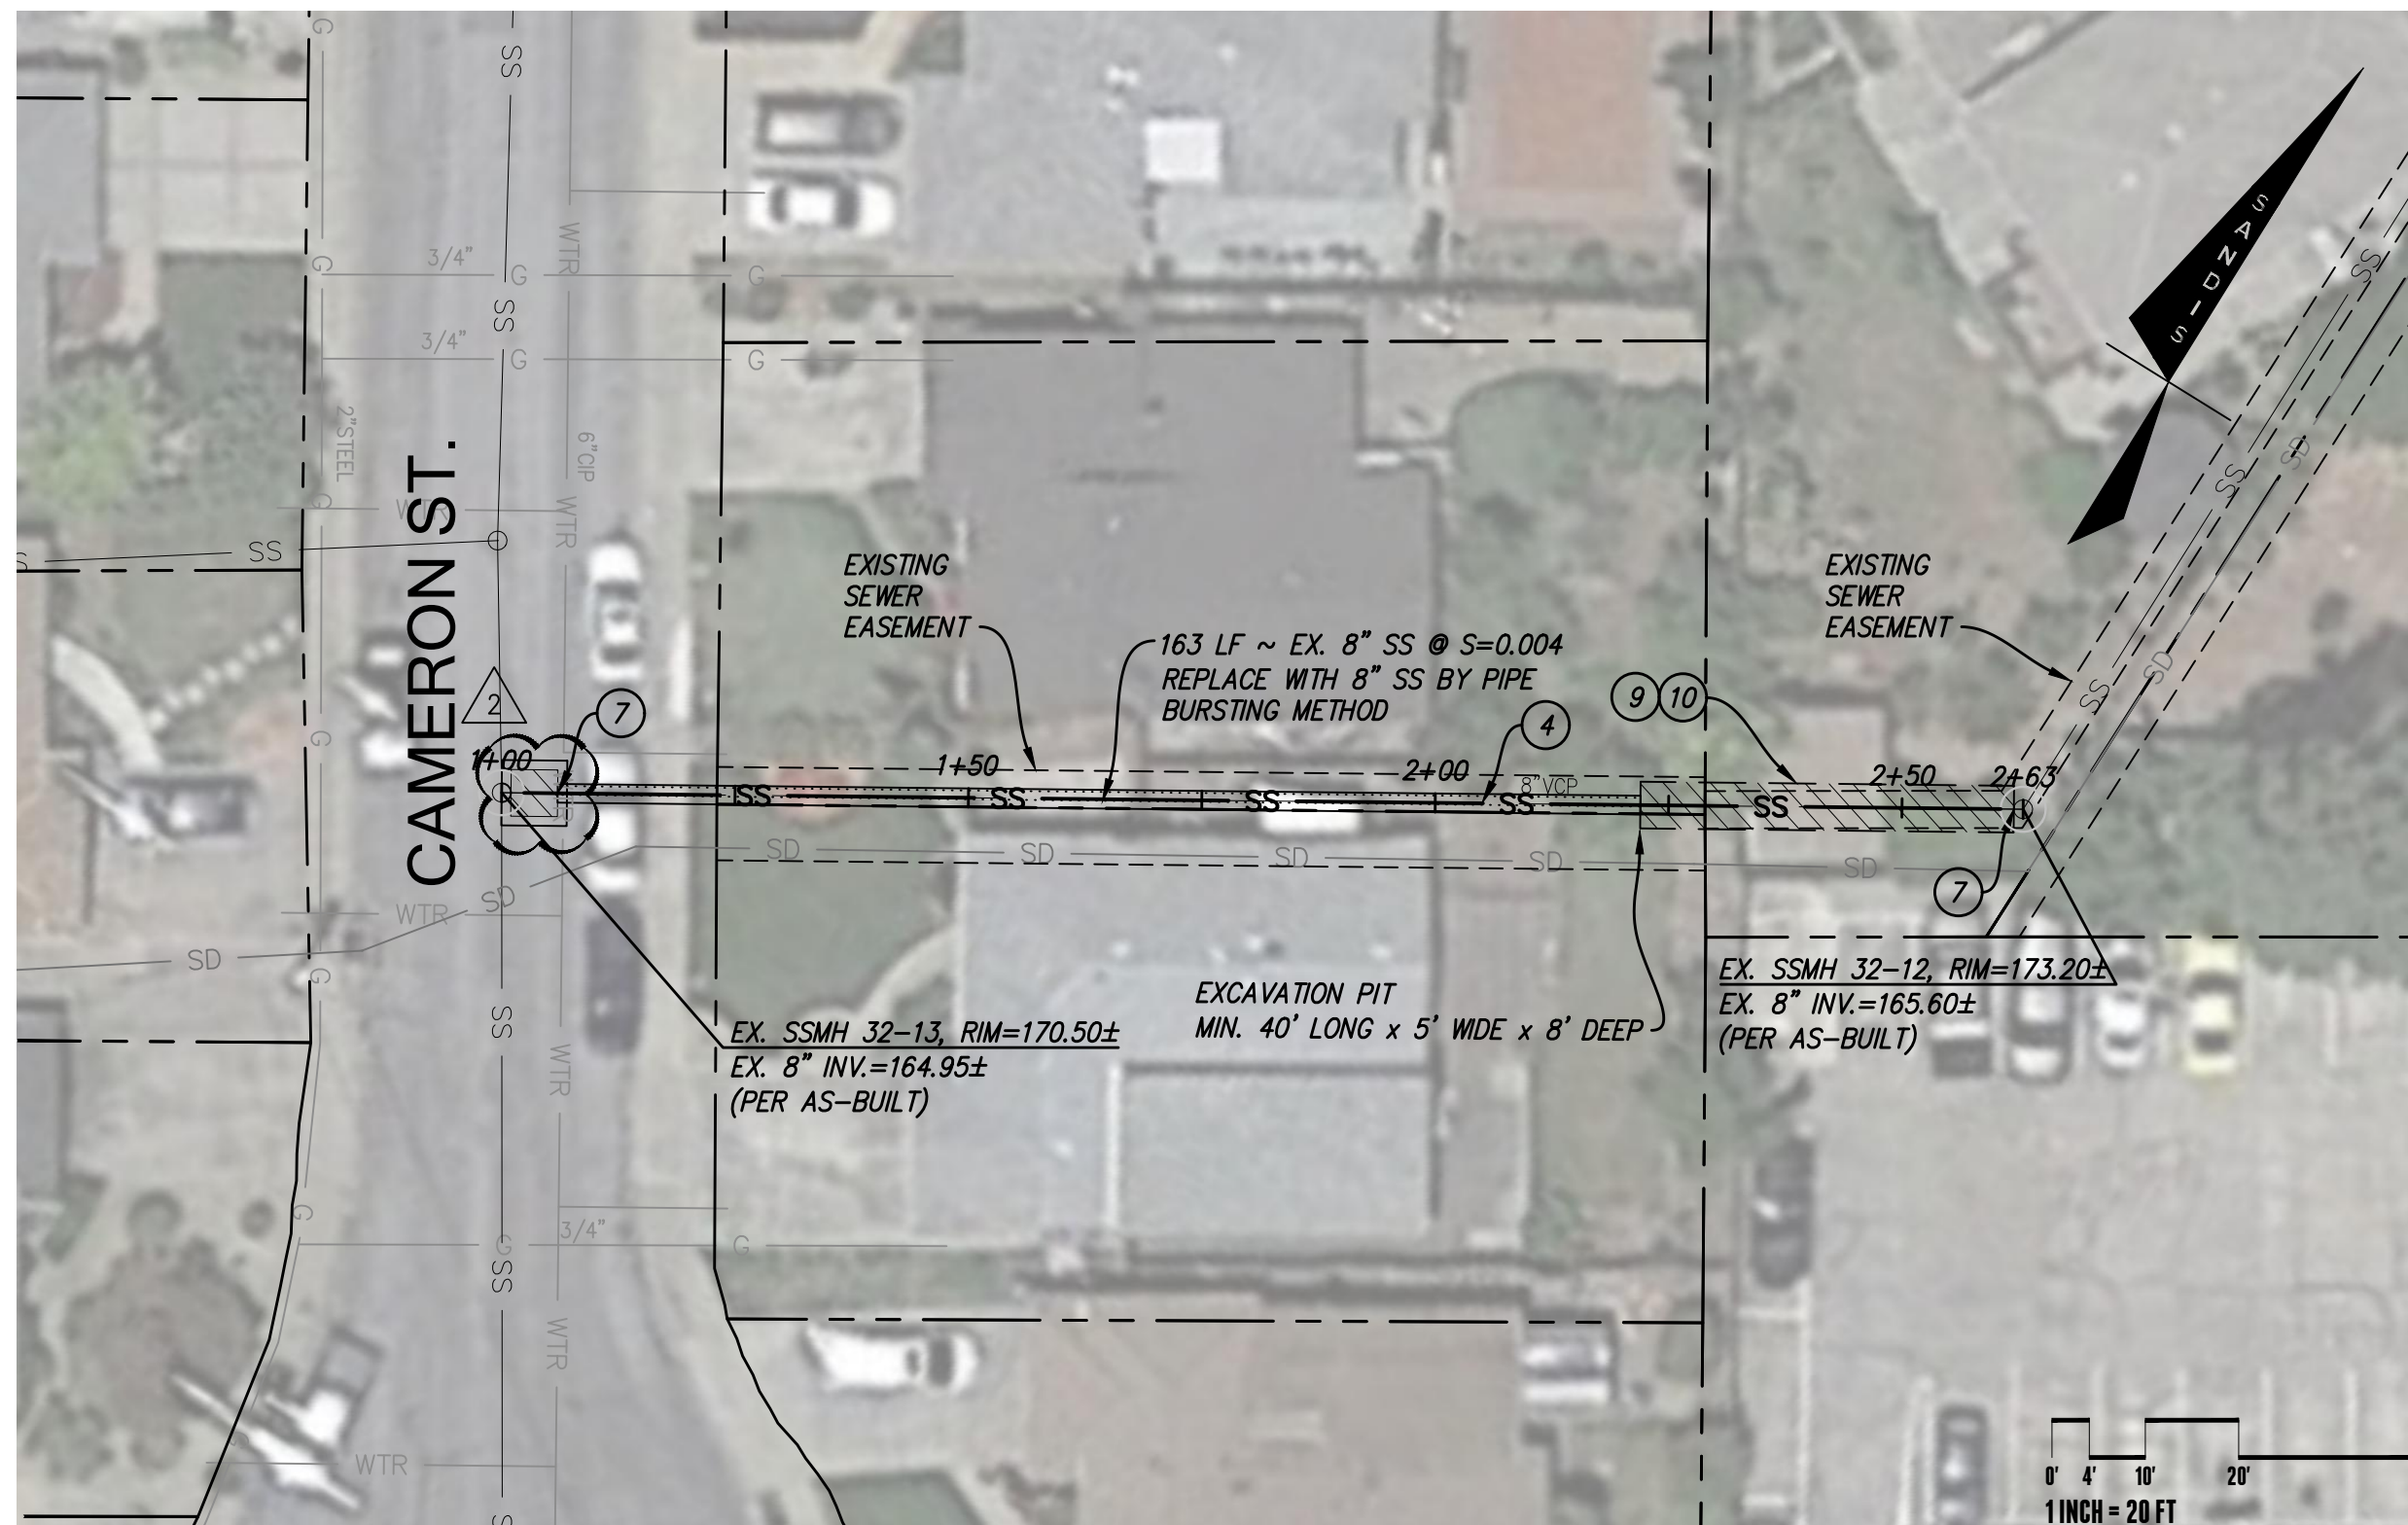 G
SS
SS
WTR
3/4"
G
G
G
SS
3/4"
G
G
2" STEEL
6"CIP
G
WTR
WTR
SS
S
CAMERON ST.
SANDIS
SS
SS
SD
SD
SS
EXISTING
SEWER
EASEMENT
163 LF ~ EX. 8" SS @ S=0.004
REPLACE WITH 8" SS BY PIPE
BURSTING METHOD
EXISTING
SEWER
EASEMENT
2
7
4
9
10
G
1+00
1+50
2+00
8"VCP
2+50
2+63
SS
SS
SS
SS
SS
SD
SD
SD
SD
SD
SD
7
WTR
SD
G
EXCAVATION PIT
MIN. 40' LONG x 5' WIDE x 8' DEEP
EX. SSMH 32-12, RIM=173.20±
EX. 8" INV.=165.60±
(PER AS-BUILT)
EX. SSMH 32-13, RIM=170.50±
EX. 8" INV.=164.95±
(PER AS-BUILT)
SS
WTR
G
3/4"
G
G
SS
WTR
WTR
0' 4' 10' 20'
1 INCH = 20 FT